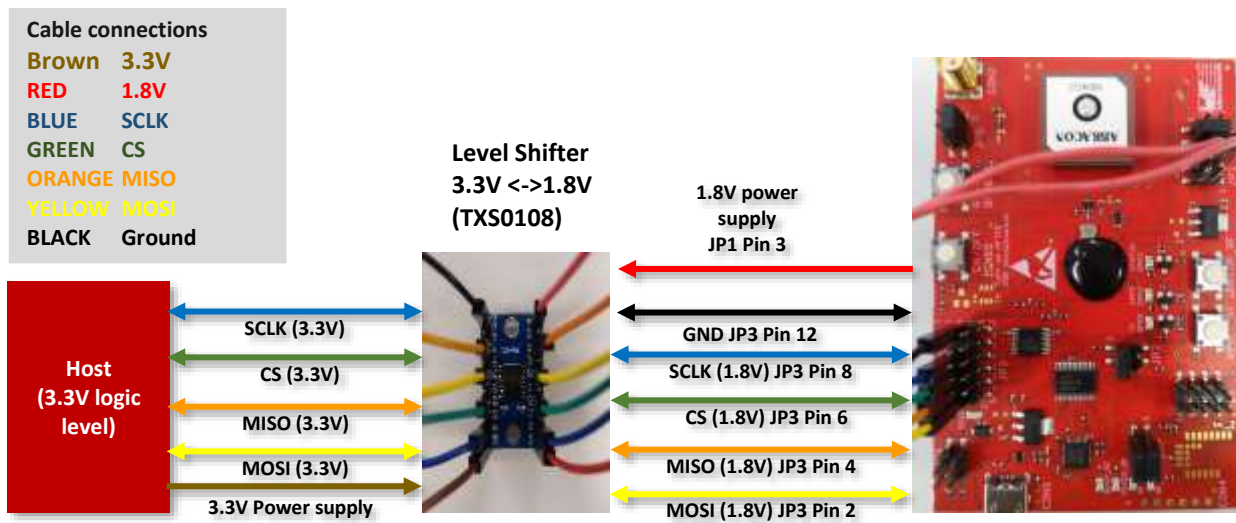 Cable connections
Brown 3.3V
RED 1.8V
BLUE SCLK
GREEN CS
ORANGE MISO
YELLOW MOSI
BLACK Ground
Level Shifter
3.3V <->1.8V
(TXS0108)
1.8V power
supply
JP1 Pin 3
Host
(3.3V logic
level)
SCLK (3.3V)
CS (3.3V)
MISO (3.3V)
MOSI (3.3V)
3.3V Power supply
GND JP3 Pin 12
SCLK (1.8V) JP3 Pin 8
CS (1.8V) JP3 Pin 6
MISO (1.8V) JP3 Pin 4
MOSI (1.8V) JP3 Pin 2
ABRACON